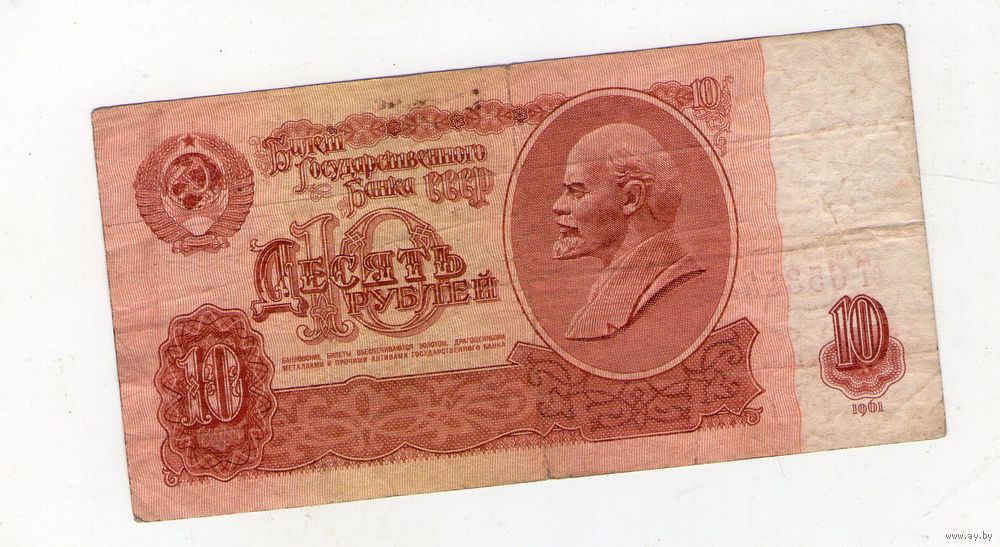 Билет
Государственного
Банка СССР
10
10
ДЕСЯТЬ
РУБЛЕЙ
БАНКОВСКИЕ БИЛЕТЫ ОБЕСПЕЧИВАЮТСЯ ЗОЛОТОМ, ДРАГОЦЕННЫМИ
МЕТАЛЛАМИ И ПРОЧИМИ АКТИВАМИ ГОСУДАРСТВЕННОГО БАНКА
10
10
1961
www.ay.by